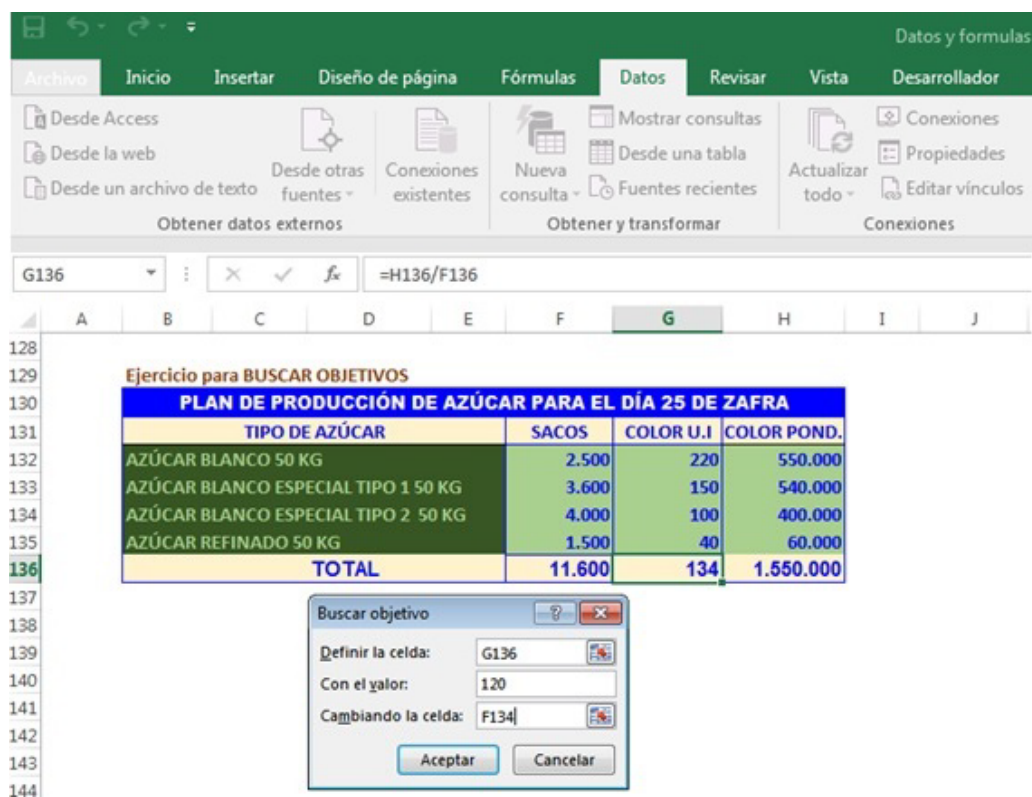 Datos y formulas
Archivo Inicio Insertar Diseño de página Fórmulas Datos Revisar Vista Desarrollador
Desde Access
Desde la web
Desde un archivo de texto
Desde otras
fuentes
Conexiones
existentes
Obtener datos externos
Nueva
consulta
Mostrar consultas
Desde una tabla
Fuentes recientes
Obtener y transformar
Actualizar
todo
Conexiones
Propiedades
Editar vínculos
Conexiones
G136 fx =H136/F136
A B C D E F G H I J
128
129 Ejercicio para BUSCAR OBJETIVOS
130 PLAN DE PRODUCCIÓN DE AZÚCAR PARA EL DÍA 25 DE ZAFRA
131 TIPO DE AZÚCAR SACOS COLOR U.I COLOR POND.
132 AZÚCAR BLANCO 50 KG 2.500 220 550.000
133 AZÚCAR BLANCO ESPECIAL TIPO 1 50 KG 3.600 150 540.000
134 AZÚCAR BLANCO ESPECIAL TIPO 2 50 KG 4.000 100 400.000
135 AZÚCAR REFINADO 50 KG 1.500 40 60.000
136 TOTAL 11.600 134 1.550.000
137
138 Buscar objetivo ?
139 Definir la celda: G136
140 Con el valor: 120
141 Cambiando la celda: F134
142
143 Aceptar Cancelar
144